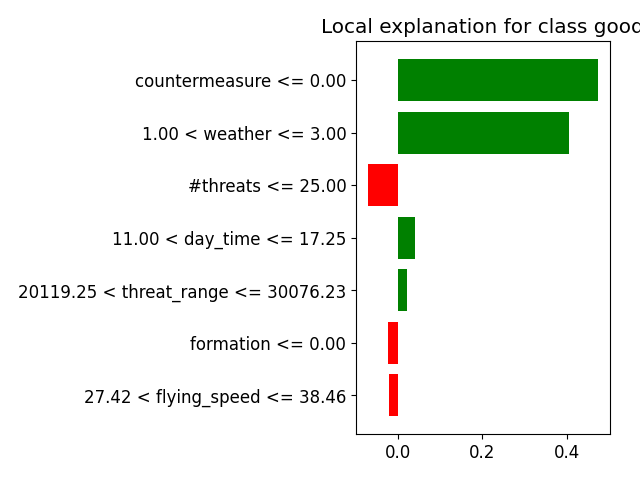 Local explanation for class good
countermeasure <= 0.00
1.00 < weather <= 3.00
#threats <= 25.00
11.00 < day_time <= 17.25
20119.25 < threat_range <= 30076.23
formation <= 0.00
27.42 < flying_speed <= 38.46
0.0 0.2 0.4